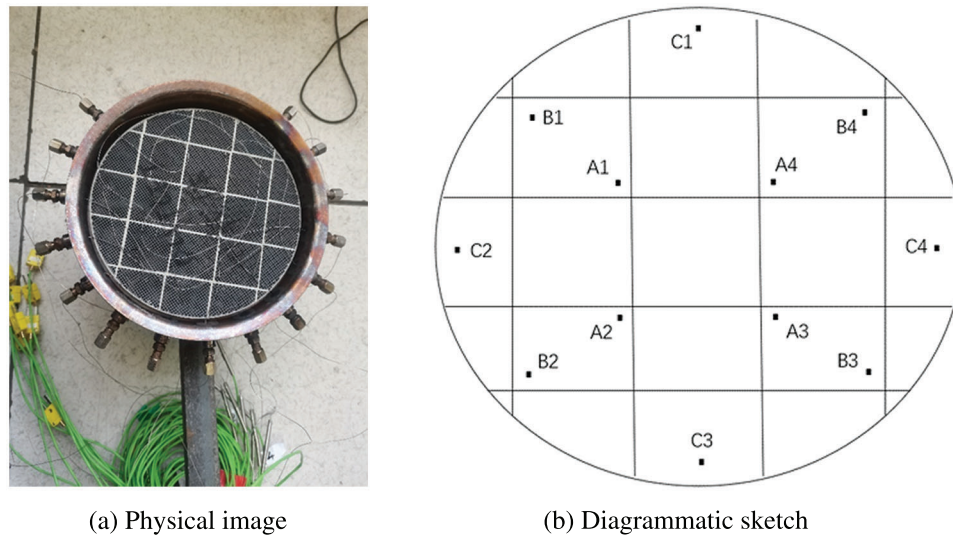 C1
B1
B4
A1
A4
C2
C4
A2
A3
B2
B3
C3
(a) Physical image
(b) Diagrammatic sketch